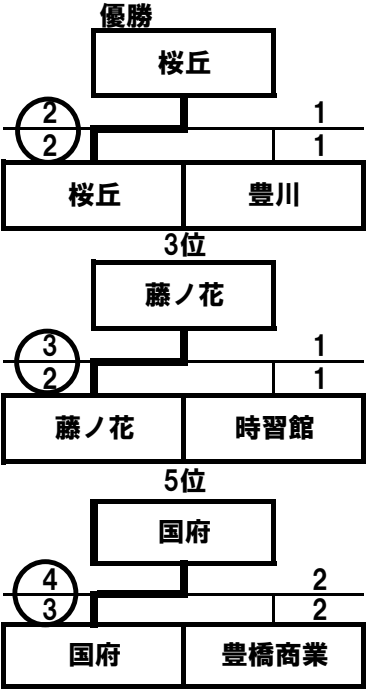 優勝
桜丘
2 1
2 1
桜丘 豊川
3位
藤ノ花
3 1
2 1
藤ノ花 時習館
5位
国府
4 2
3 2
国府 豊橋商業